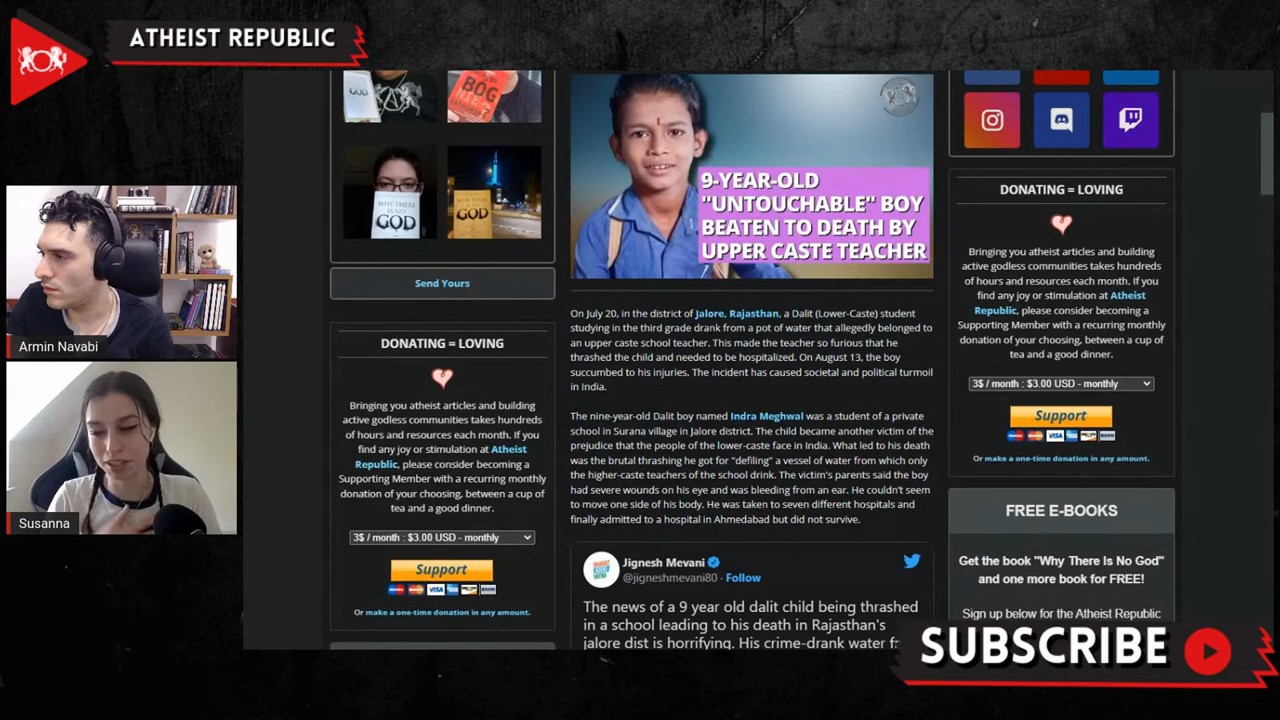 ATHEIST REPUBLIC
Armin Navabi
Susanna
GOD
BOG
WHY THERE
IS NO
GOD
GOD
Send Yours
DONATING = LOVING
Bringing you atheist articles and building
active godless communities takes hundreds
of hours and resources each month. If you
find any joy or stimulation at Atheist
Republic, please consider becoming a
Supporting Member with a recurring monthly
donation of your choosing, between a cup of
tea and a good dinner.
3$ / month : $3.00 USD - monthly
Support
VISA
Or make a one-time donation in any amount.
9-YEAR-OLD
"UNTOUCHABLE" BOY
BEATEN TO DEATH BY
UPPER CASTE TEACHER
On July 20, in the district of Jalore, Rajasthan, a Dalit (Lower-Caste) student
studying in the third grade drank from a pot of water that allegedly belonged to
an upper caste school teacher. This made the teacher so furious that he
thrashed the child and needed to be hospitalized. On August 13, the boy
succumbed to his injuries. The incident has caused societal and political turmoil
in India.
The nine-year-old Dalit boy named Indra Meghwal was a student of a private
school in Surana village in Jalore district. The child became another victim of the
prejudice that the people of the lower-caste face in India. What led to his death
was the brutal thrashing he got for "defiling" a vessel of water from which only
the higher-caste teachers of the school drink. The victim's parents said the boy
had severe wounds on his eye and was bleeding from an ear. He couldn't seem
to move one side of his body. He was taken to seven different hospitals and
finally admitted to a hospital in Ahmedabad but did not survive.
Jignesh Mevani
@jigneshmevani80 · Follow
The news of a 9 year old dalit child being thrashed
in a school leading to his death in Rajasthan's
jalore dist is horrifying. His crime-drank water
DONATING = LOVING
Bringing you atheist articles and building
active godless communities takes hundreds
of hours and resources each month. If you
find any joy or stimulation at Atheist
Republic, please consider becoming a
Supporting Member with a recurring monthly
donation of your choosing, between a cup of
tea and a good dinner.
3$ / month : $3.00 USD - monthly
Support
VISA
Or make a one-time donation in any amount.
FREE E-BOOKS
Get the book "Why There Is No God"
and one more book for FREE!
Sign up below for the Atheist Republic
SUBSCRIBE